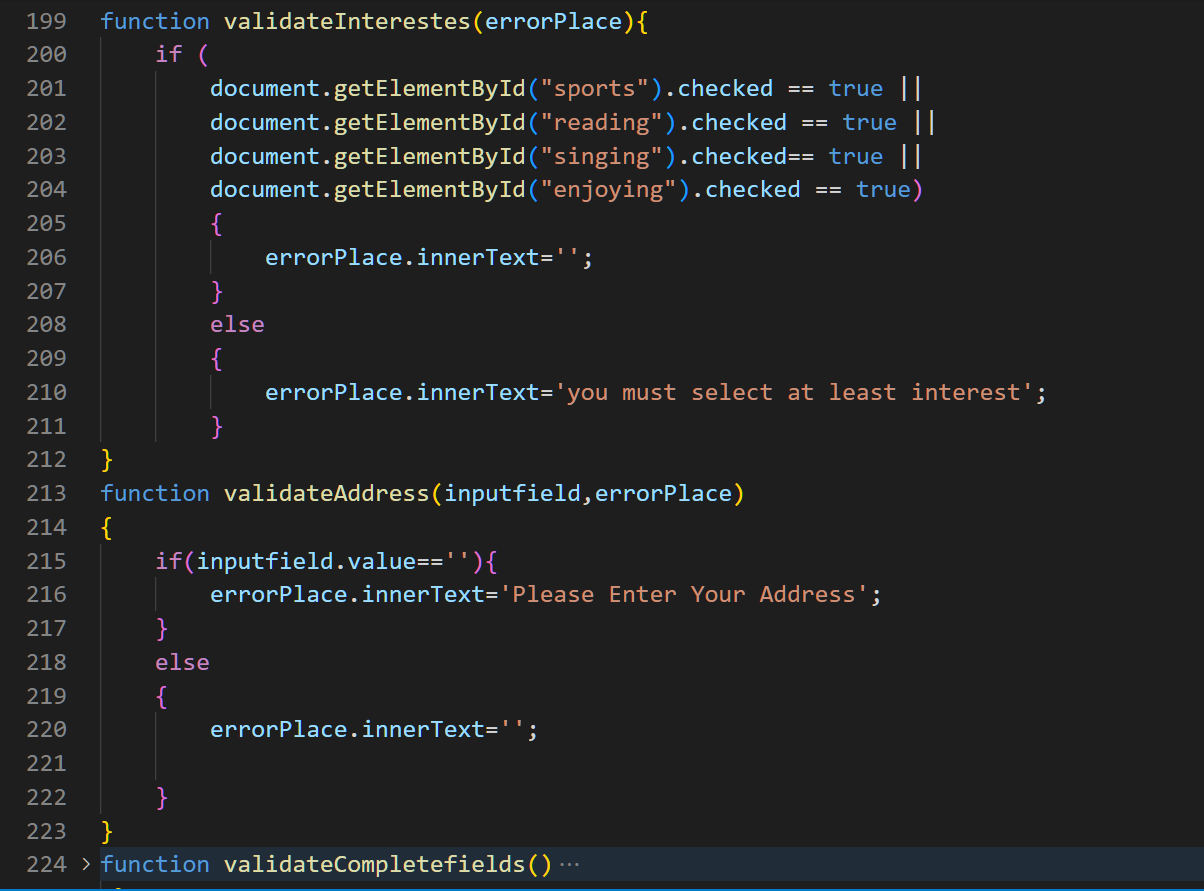 199 function validateInterestes(errorPlace){
200     if (
201         document.getElementById("sports").checked == true ||
202         document.getElementById("reading").checked == true ||
203         document.getElementById("singing").checked== true ||
204         document.getElementById("enjoying").checked == true)
205         {
206             errorPlace.innerText='';
207         }
208         else
209         {
210             errorPlace.innerText='you must select at least interest';
211         }
212 }
213 function validateAddress(inputfield,errorPlace)
214 {
215     if(inputfield.value==''){
216         errorPlace.innerText='Please Enter Your Address';
217     }
218     else
219     {
220         errorPlace.innerText='';
221
222     }
223 }
224 > function validateCompletefields() ···